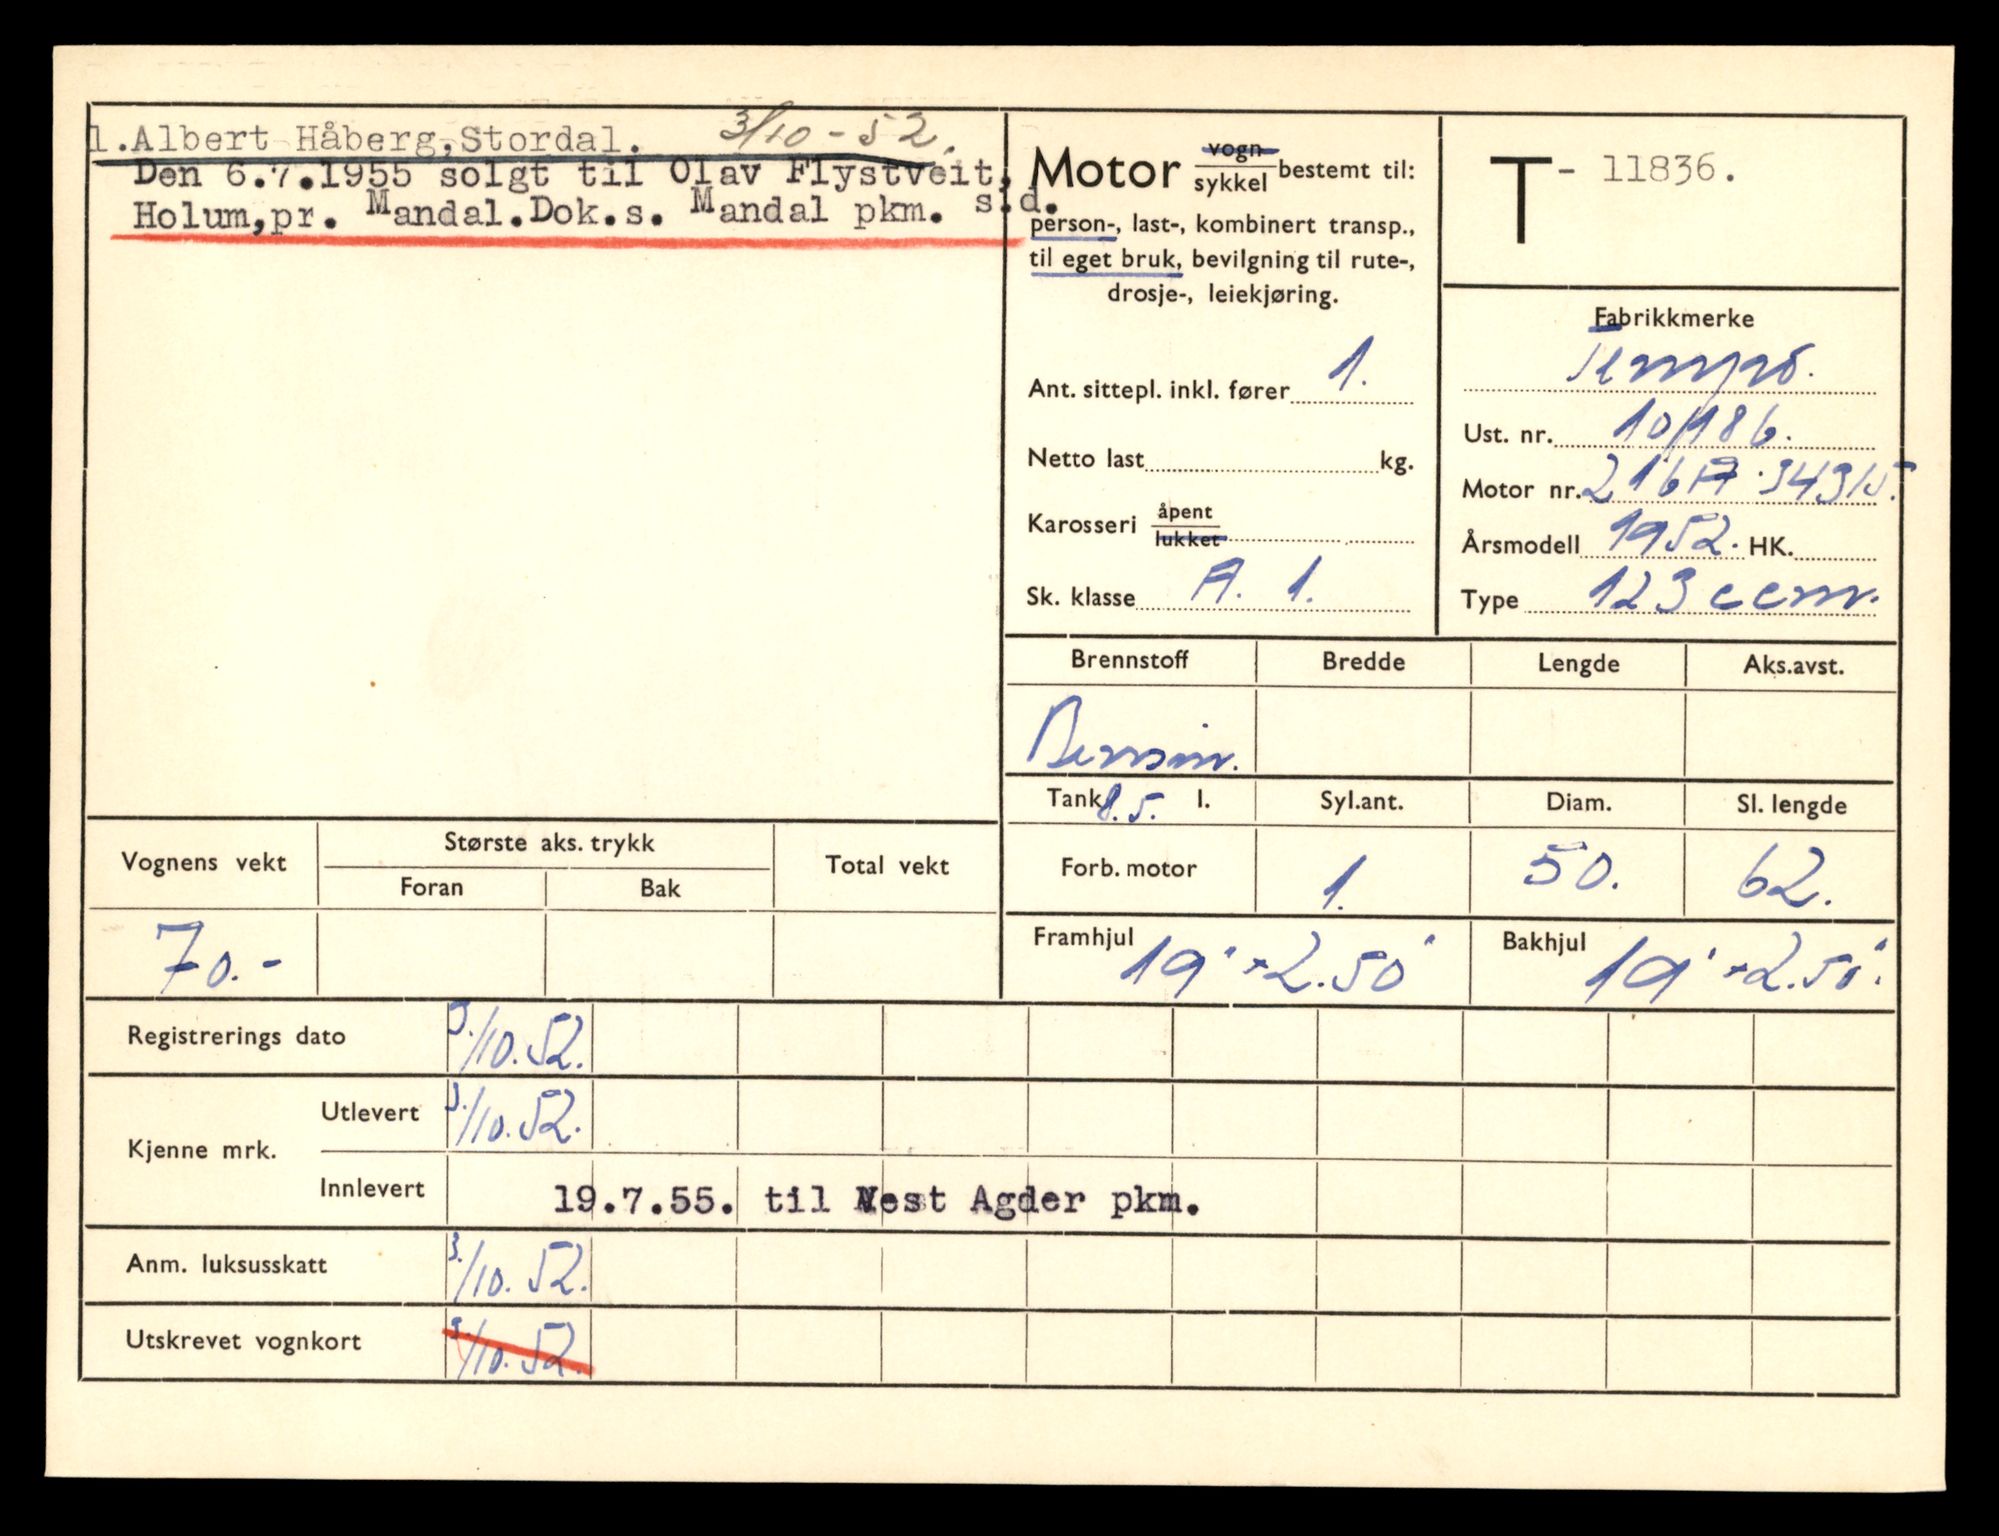 1.Albert Håberg,Stordal. 3/10-52.
Den 6.7.1955 solgt til Olav Flystveit,
Holum,pr. Mandal.Dok.s. Mandal pkm. s.d.
Motor vogn/sykkel bestemt til:
person-, last-, kombinert transp.,
til eget bruk, bevilgning til rute-,
drosje-, leiekjøring.
Ant. sittepl. inkl. fører 1.
Netto last kg.
Karosseri åpent/lukket
Sk. klasse A. 1.
T - 11836.
Fabrikkmerke
Tempo.
Ust. nr. 10186.
Motor nr. 216A.34315.
Årsmodell 1952. HK.
Type 123 ccm.
Brennstoff Bredde Lengde Aks.avst.
Bensin.
Tank 8.5. l. Syl.ant. Diam. Sl. lengde
Forb. motor 1. 50. 62.
Framhjul 19" x 2.50" Bakhjul 19" x 2.50".
Vognens vekt Største aks. trykk Total vekt
Foran Bak
70.-
Registrerings dato 3./10.52.
Kjenne mrk. Utlevert 3./10.52.
Innlevert 19.7.55. til Vest Agder pkm.
Anm. luksusskatt 3./10.52.
Utskrevet vognkort 3./10.52.